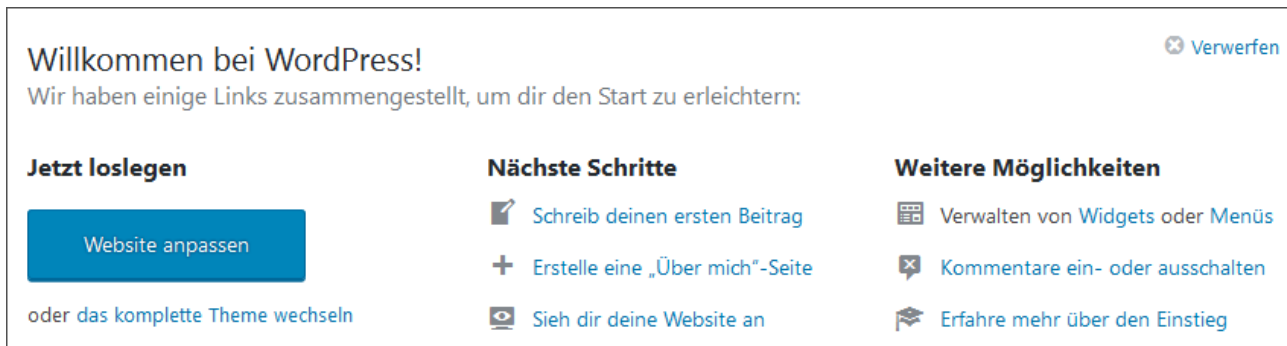 Willkommen bei WordPress!
Verwerfen
Wir haben einige Links zusammengestellt, um dir den Start zu erleichtern:
Jetzt loslegen
Website anpassen
oder das komplette Theme wechseln
Nächste Schritte
Schreib deinen ersten Beitrag
Erstelle eine „Über mich“-Seite
Sieh dir deine Website an
Weitere Möglichkeiten
Verwalten von Widgets oder Menüs
Kommentare ein- oder ausschalten
Erfahre mehr über den Einstieg